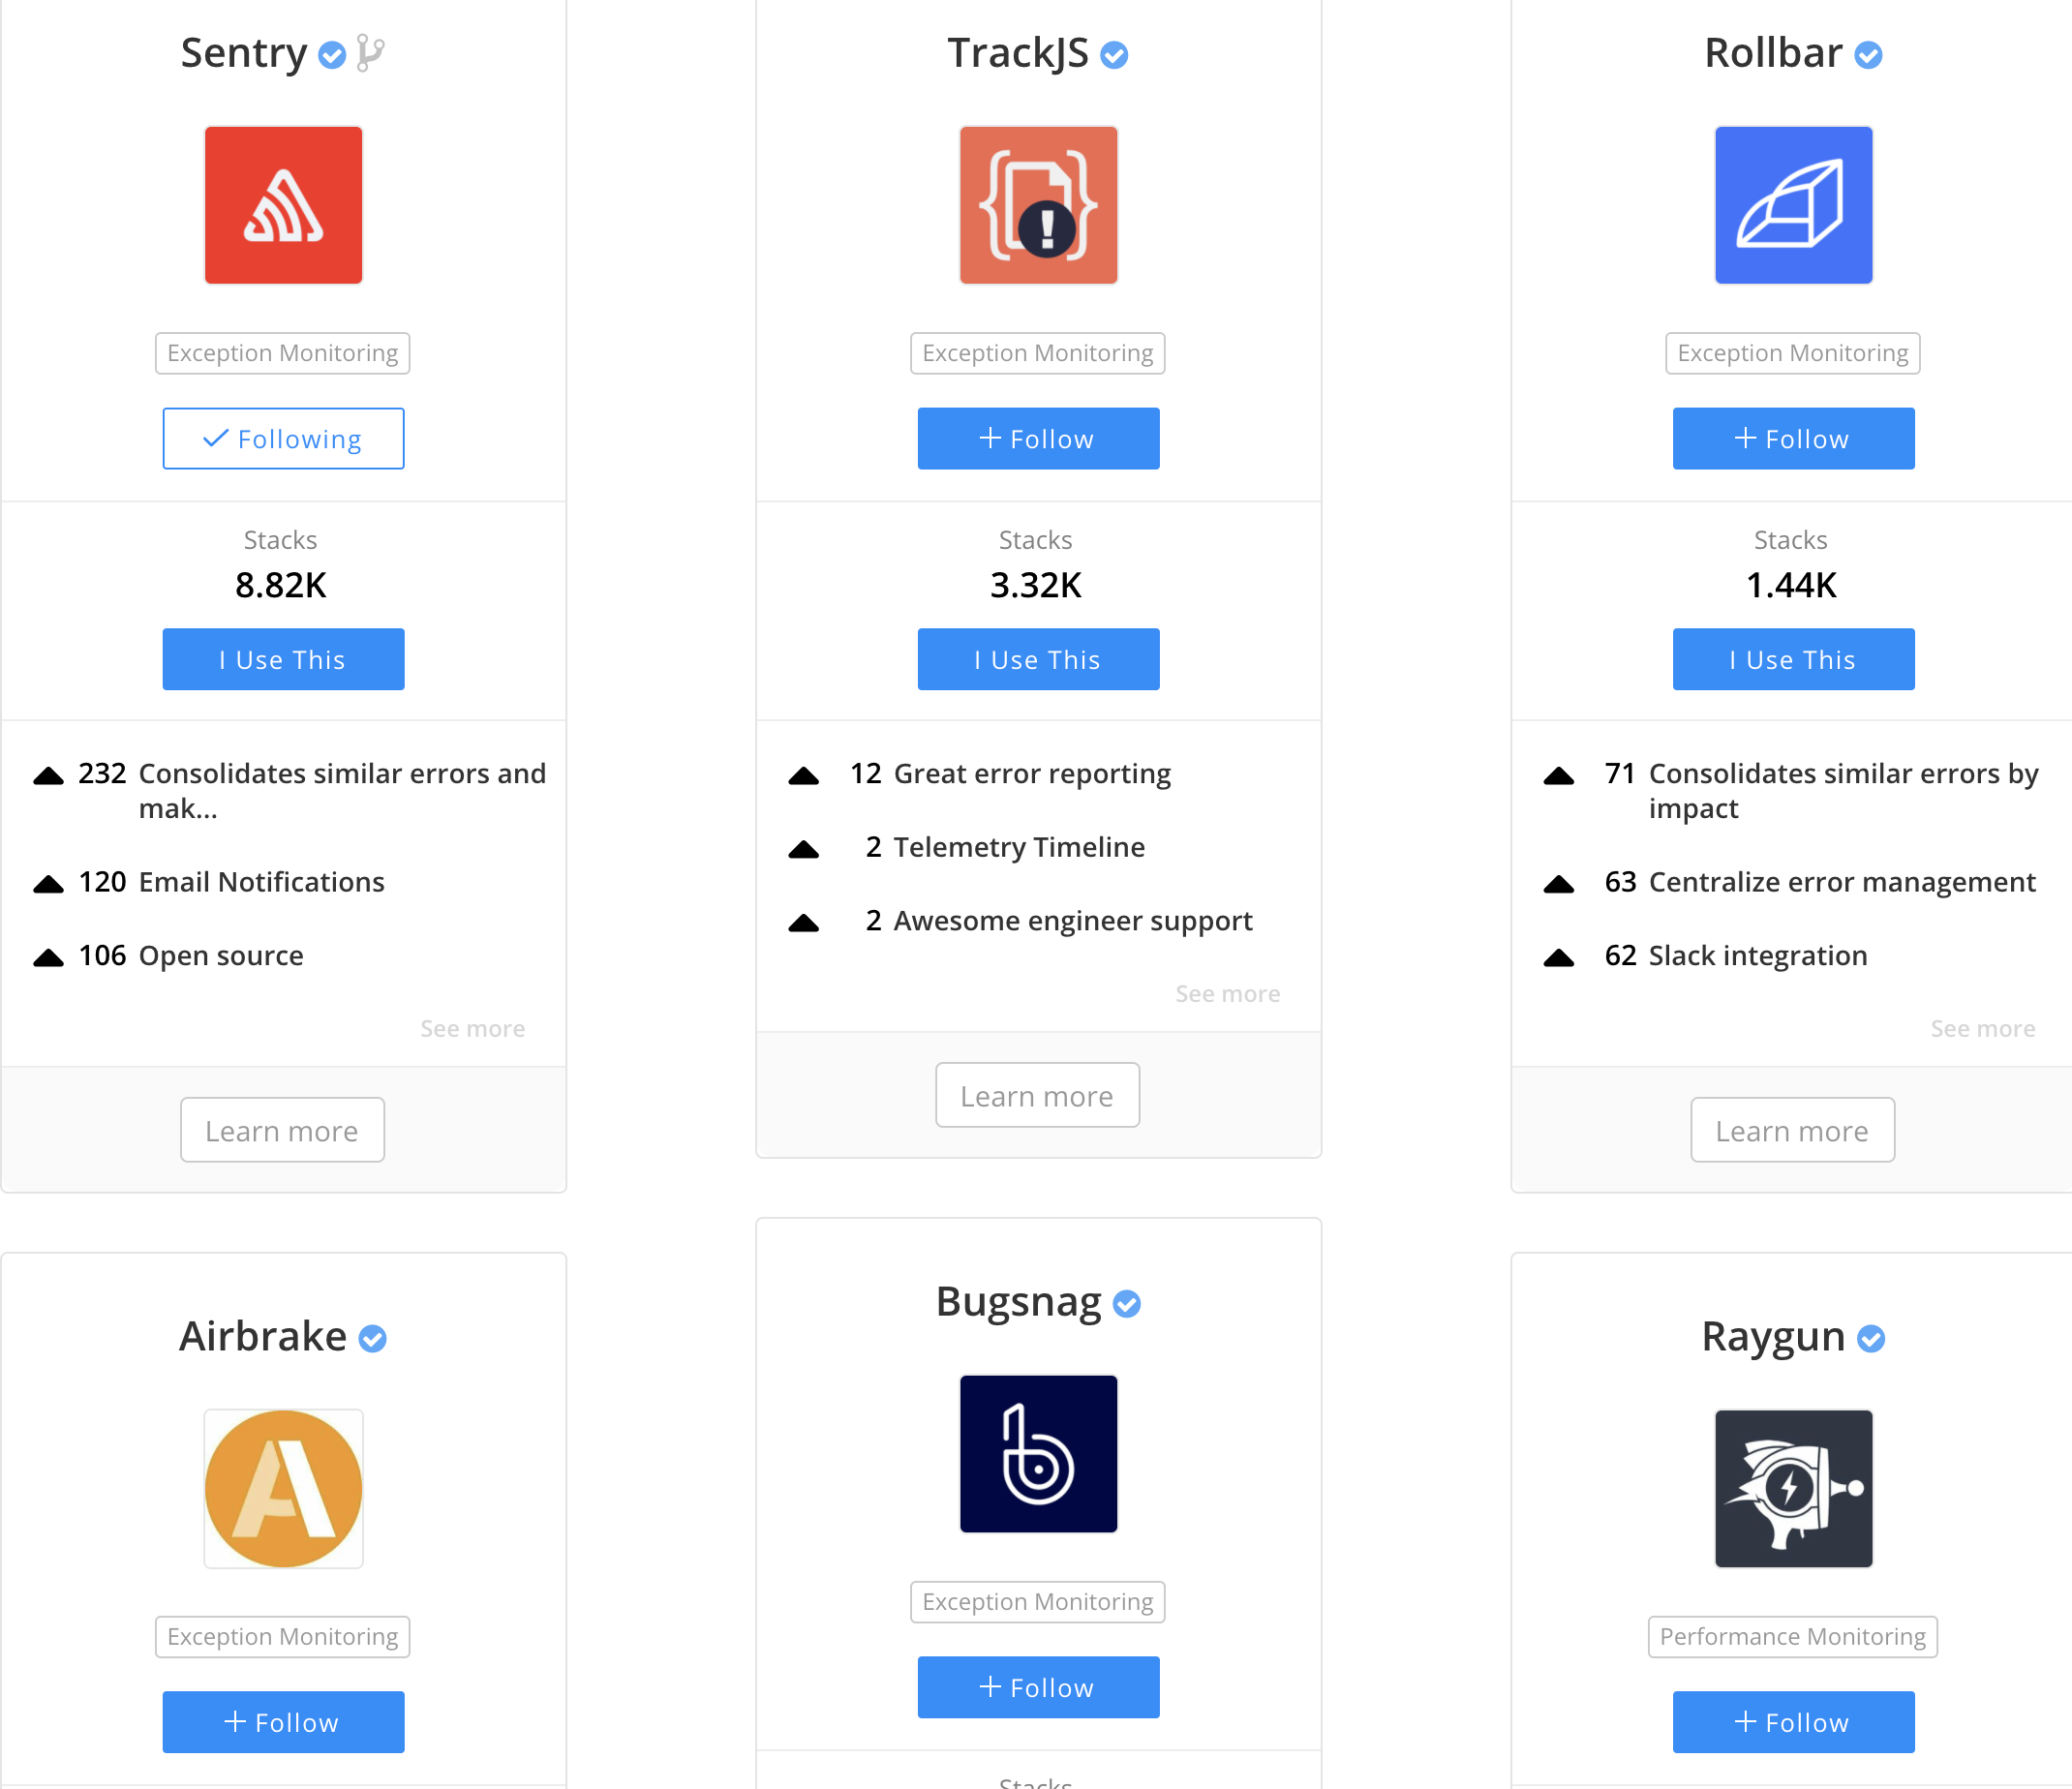 Sentry
Exception Monitoring
Following
Stacks
8.82K
I Use This
232 Consolidates similar errors and
mak...
120 Email Notifications
106 Open source
See more
Learn more
TrackJS
Exception Monitoring
+ Follow
Stacks
3.32K
I Use This
12 Great error reporting
2 Telemetry Timeline
2 Awesome engineer support
See more
Learn more
Rollbar
Exception Monitoring
+ Follow
Stacks
1.44K
I Use This
71 Consolidates similar errors by
impact
63 Centralize error management
62 Slack integration
See more
Learn more
Airbrake
Exception Monitoring
+ Follow
Bugsnag
Exception Monitoring
+ Follow
Stacks
Raygun
Performance Monitoring
+ Follow